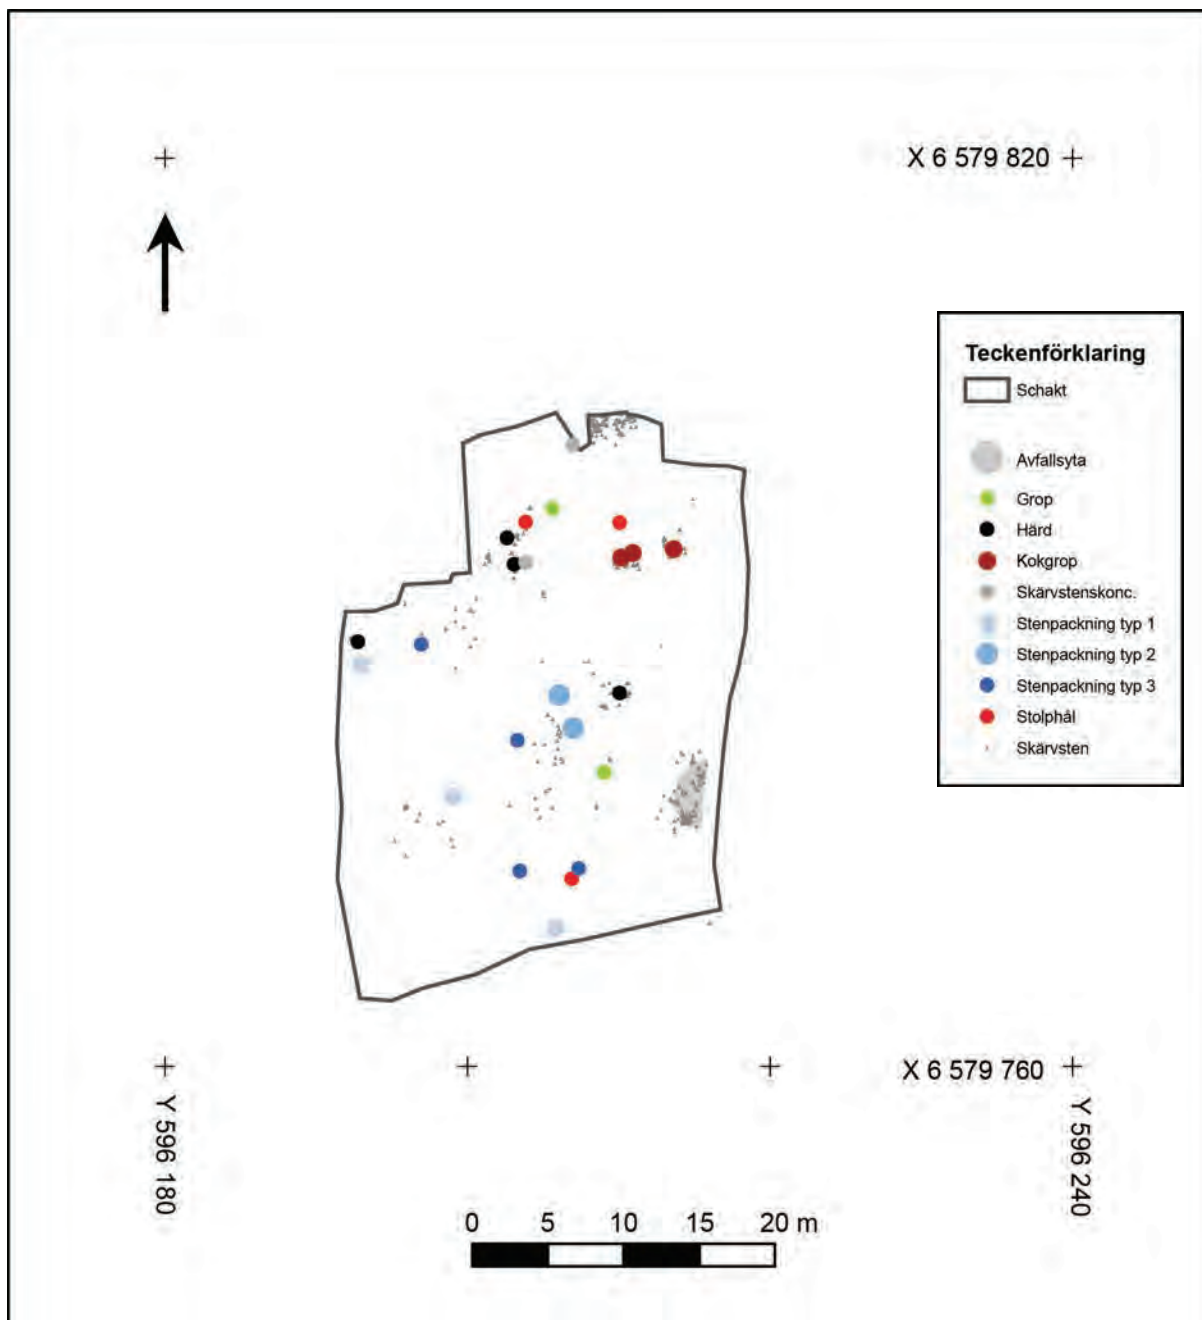 X 6 579 820
Teckenförklaring
Schakt
Avfallsyta
Grop
Härd
Kokgrop
Skärvstenskonc.
Stenpackning typ 1
Stenpackning typ 2
Stenpackning typ 3
Stolphål
Skärvsten
X 6 579 760
Y 596 180
Y 596 240
0 5 10 15 20 m